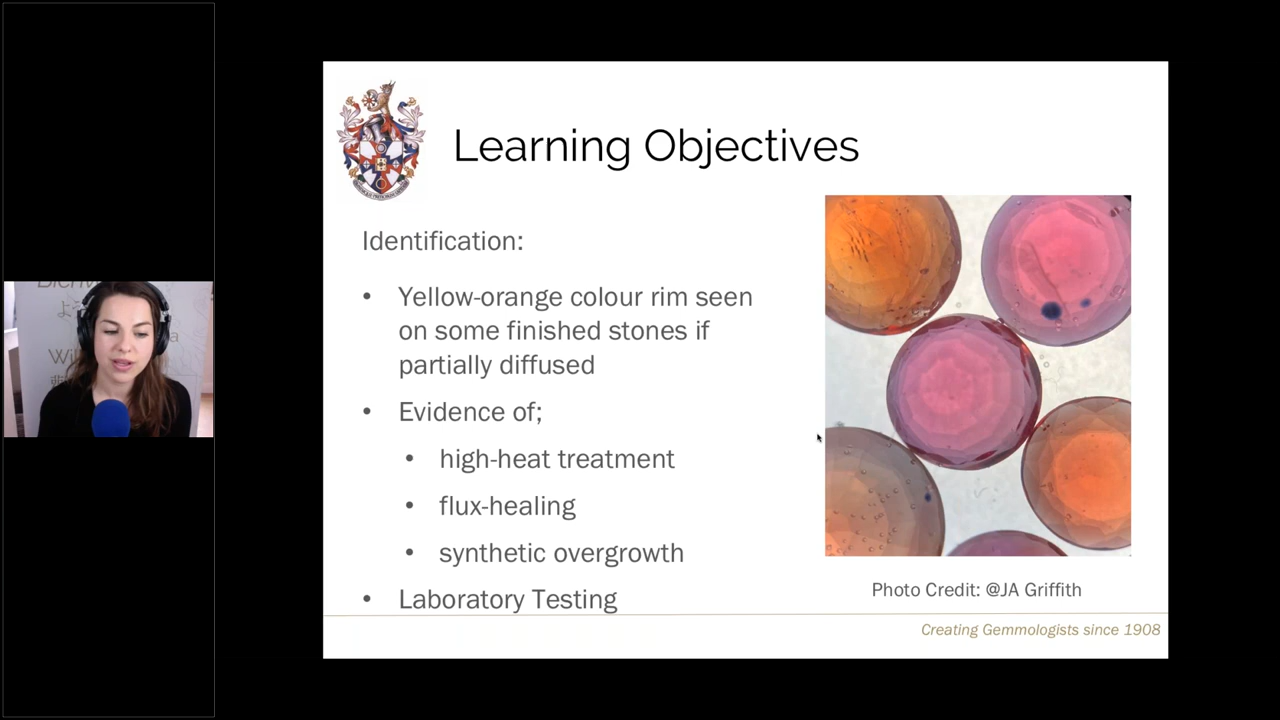 Learning Objectives
Identification:
• Yellow-orange colour rim seen
on some finished stones if
partially diffused
• Evidence of;
• high-heat treatment
• flux-healing
• synthetic overgrowth
• Laboratory Testing
Photo Credit: @JA Griffith
Creating Gemmologists since 1908